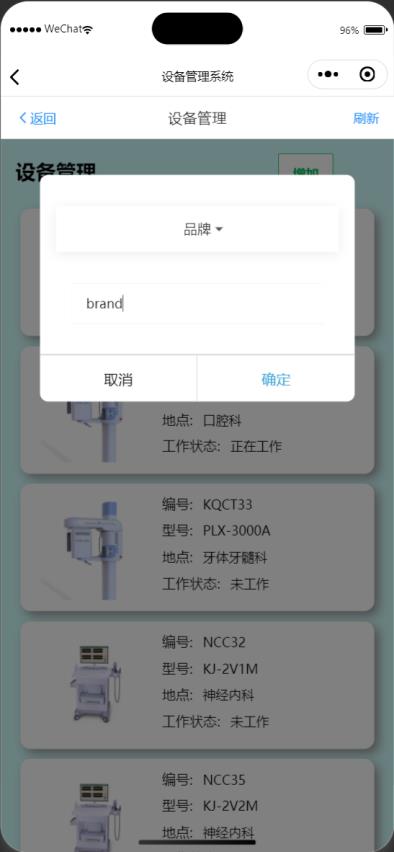 WeChat
96%
设备管理系统
返回
设备管理
刷新
设备管理
增加
品牌
brand
取消
确定
地点：口腔科
工作状态：正在工作
编号：KQCT33
型号：PLX-3000A
地点：牙体牙髓科
工作状态：未工作
编号：NCC32
型号：KJ-2V1M
地点：神经内科
工作状态：未工作
编号：NCC35
型号：KJ-2V2M
地点：神经内科